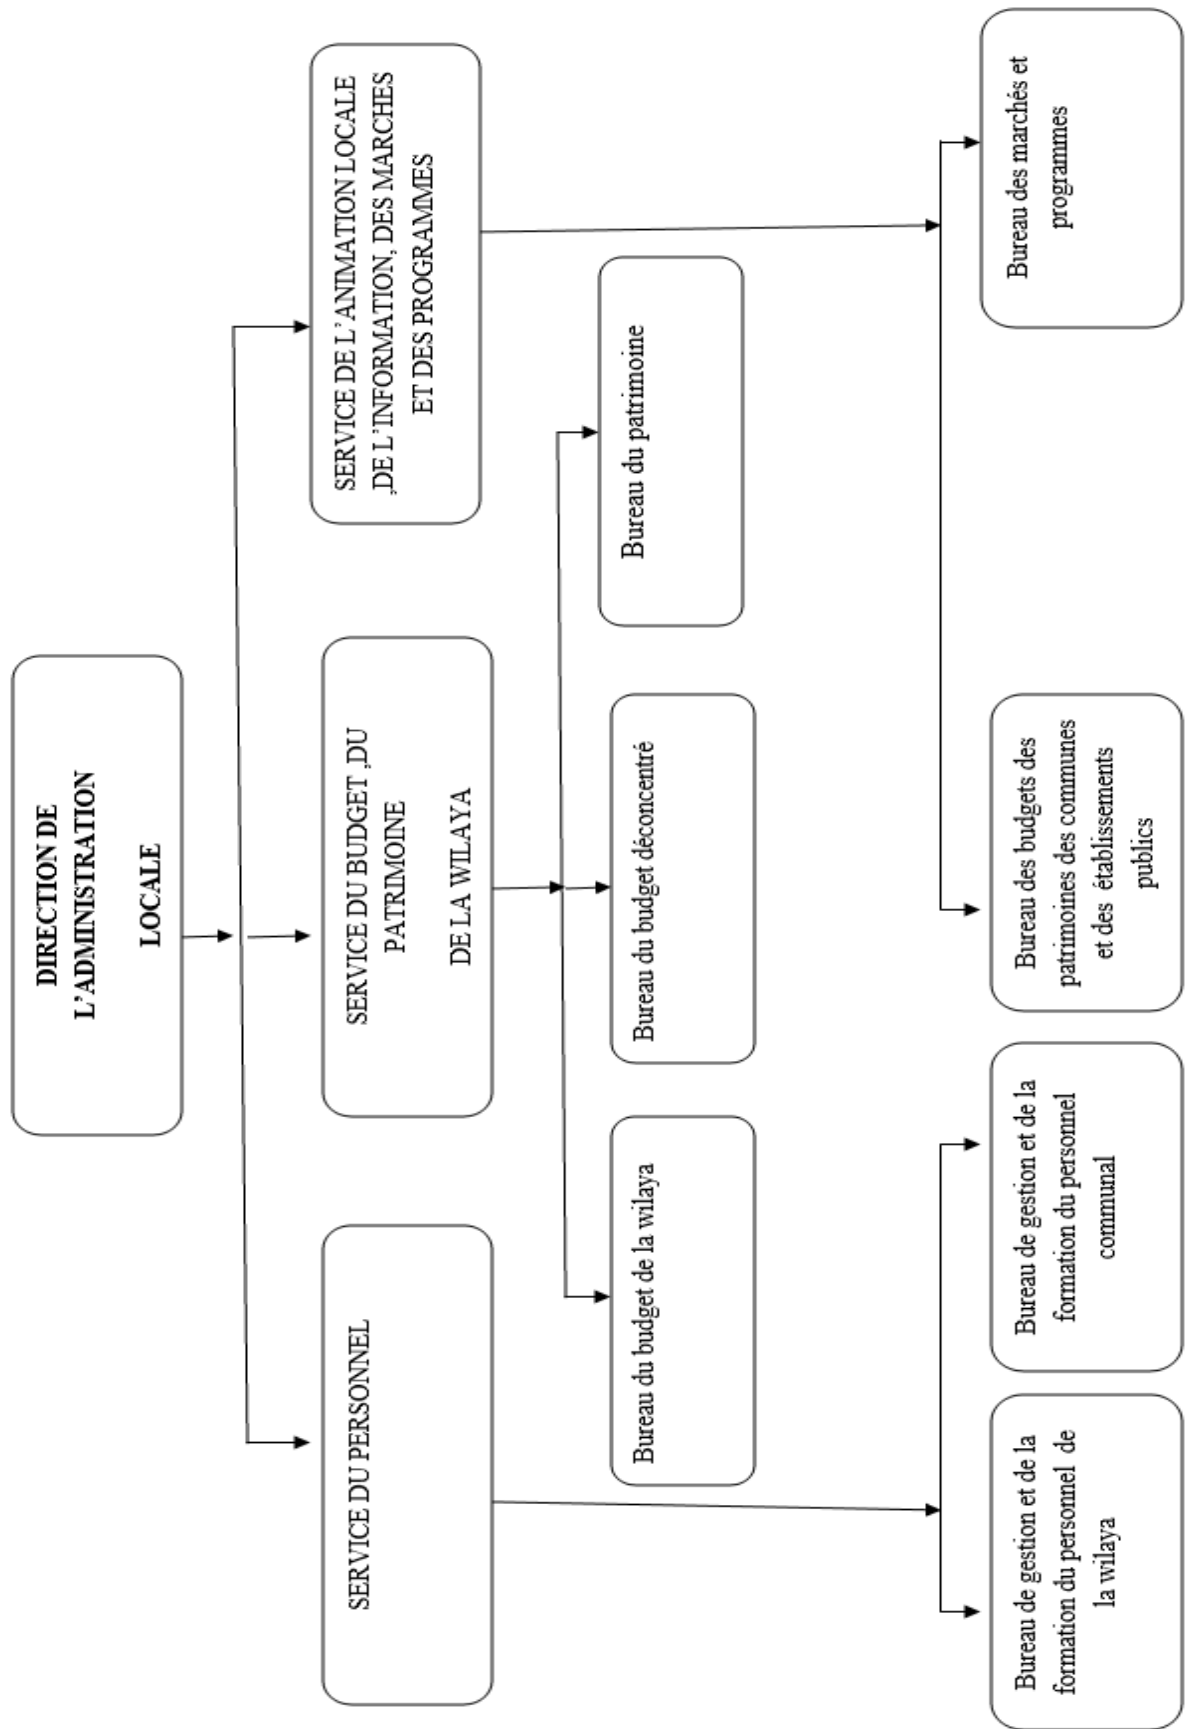 DIRECTION DE
L'ADMINISTRATION
LOCALE
SERVICE DU PERSONNEL
SERVICE DU BUDGET ,DU
PATRIMOINE
DE LA WILAYA
SERVICE DE L'ANIMATION LOCALE
,DE L'INFORMATION, DES MARCHES
ET DES PROGRAMMES
Bureau du budget de la wilaya
Bureau du budget déconcentré
Bureau du patrimoine
Bureau de gestion et de la
formation du personnel de
la wilaya
Bureau de gestion et de la
formation du personnel
communal
Bureau des budgets des
patrimoines des communes
et des établissements
publics
Bureau des marchés et
programmes